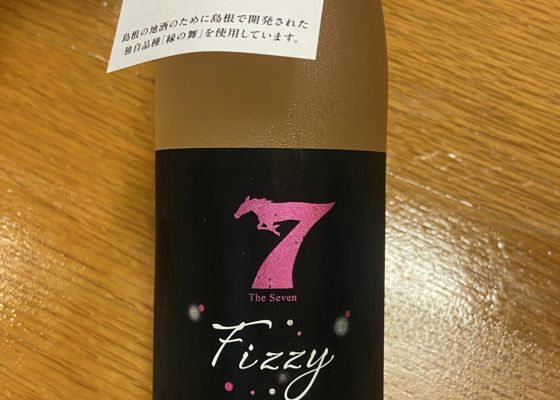 島根の地酒のために島根で開発された
独自品種「縁の舞」を使用しています。
7
The Seven
Fizzy